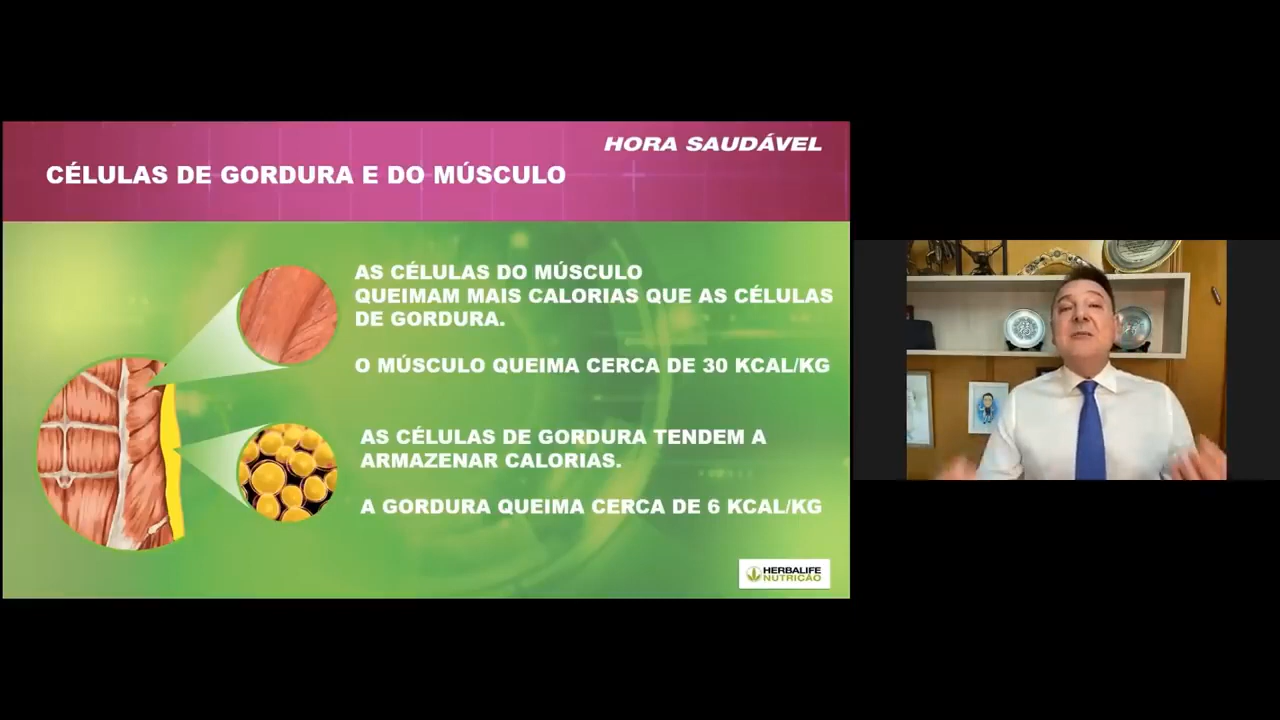 HORA SAUDÁVEL
CÉLULAS DE GORDURA E DO MÚSCULO
AS CÉLULAS DO MÚSCULO
QUEIMAM MAIS CALORIAS QUE AS CÉLULAS
DE GORDURA.
O MÚSCULO QUEIMA CERCA DE 30 KCAL/KG
AS CÉLULAS DE GORDURA TENDEM A
ARMAZENAR CALORIAS.
A GORDURA QUEIMA CERCA DE 6 KCAL/KG
HERBALIFE
NUTRIÇÃO